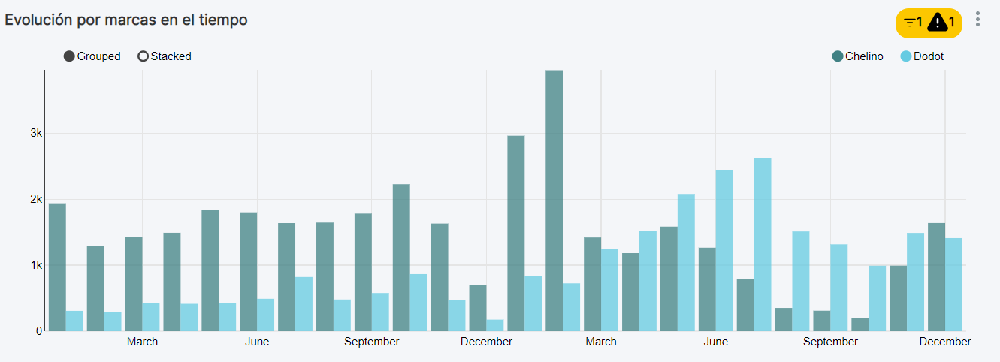 Evolución por marcas en el tiempo
1 1
Grouped Stacked Chelino Dodot
3k
2k
1k
0
March June September December March June September December